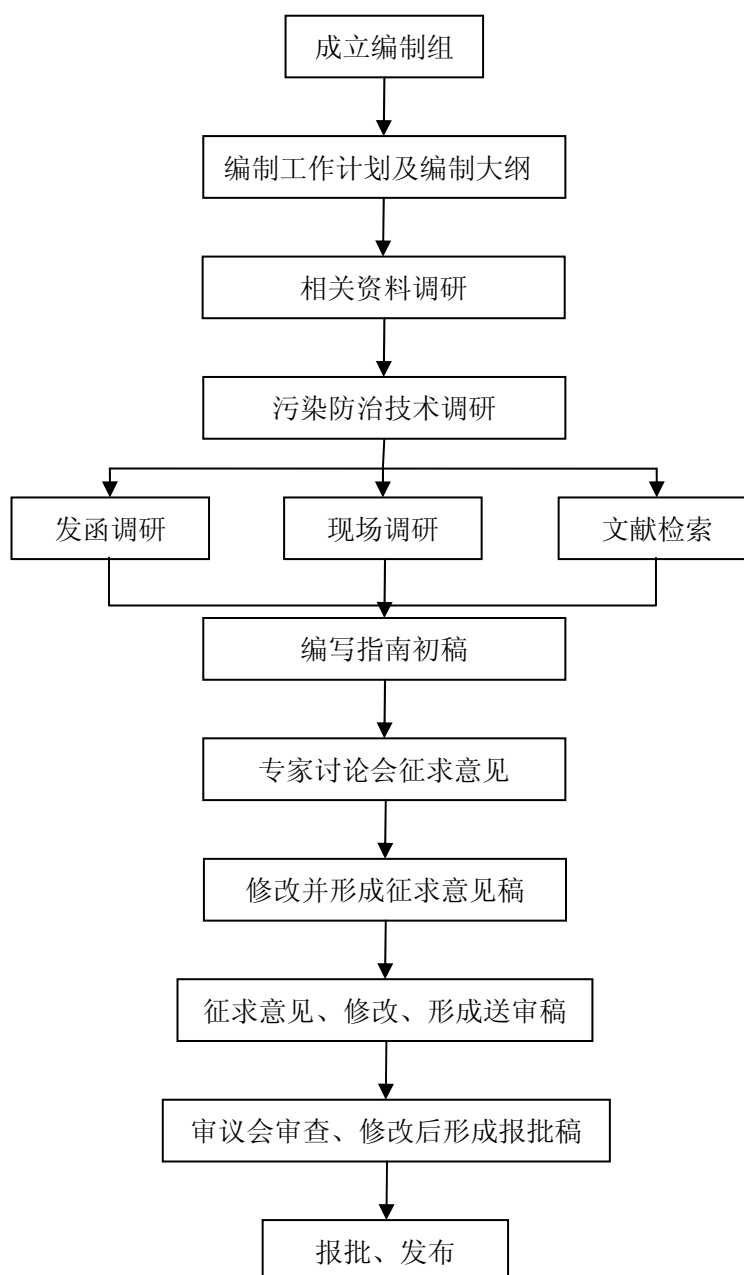 成立编制组
编制工作计划及编制大纲
相关资料调研
污染防治技术调研
发函调研
现场调研
文献检索
编写指南初稿
专家讨论会征求意见
修改并形成征求意见稿
征求意见、修改、形成送审稿
审议会审查、修改后形成报批稿
报批、发布